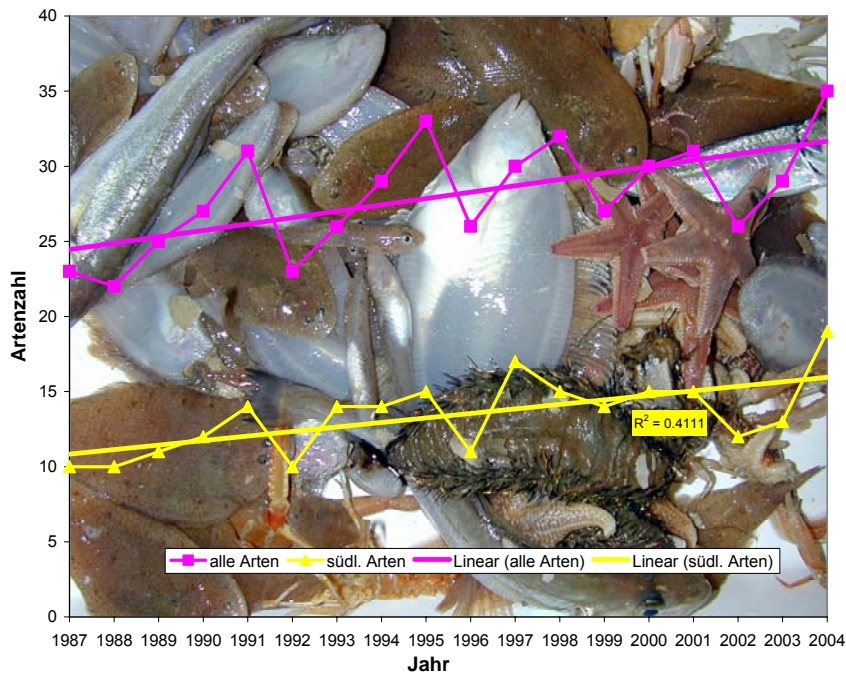 40
35
30
25
20
15
10
5
0
Artenzahl
R² = 0.4111
alle Arten südl. Arten Linear (alle Arten) Linear (südl. Arten)
1987 1988 1989 1990 1991 1992 1993 1994 1995 1996 1997 1998 1999 2000 2001 2002 2003 2004
Jahr